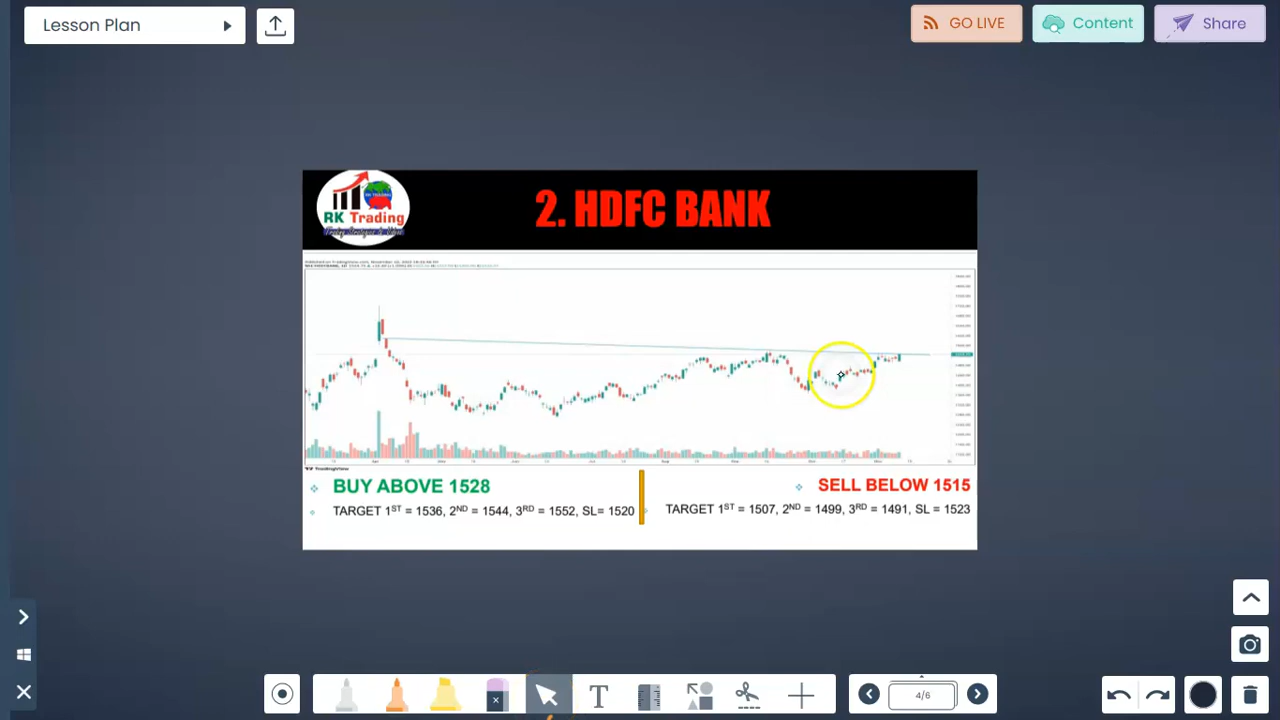 Lesson Plan
GO LIVE
Content
Share
RK Trading
2. HDFC BANK
TradingView
BUY ABOVE 1528
TARGET 1ST = 1536, 2ND = 1544, 3RD = 1552, SL= 1520
SELL BELOW 1515
TARGET 1ST = 1507, 2ND = 1499, 3RD = 1491, SL = 1523
T
4/6